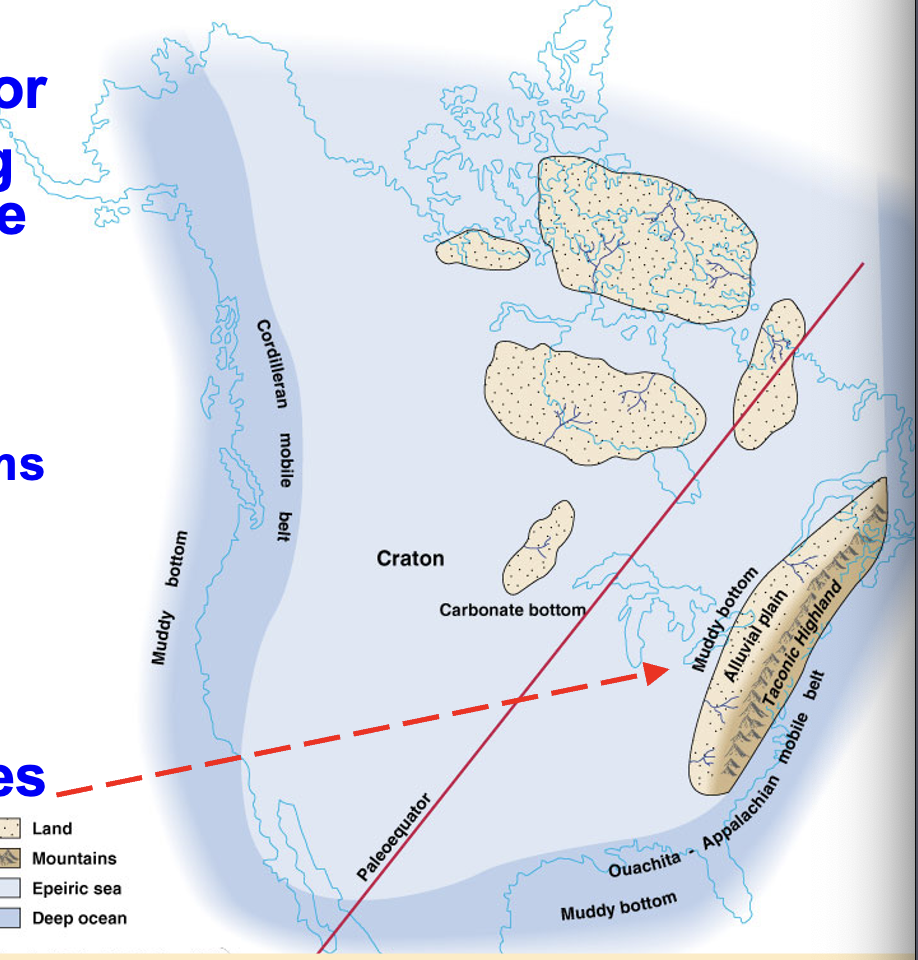 or
g
e
ns
es
Cordilleran mobile belt
Muddy bottom
Craton
Carbonate bottom
Muddy bottom
Alluvial plain
Taconic Highland
Paleoequator
Ouachita - Appalachian mobile belt
Muddy bottom
Land
Mountains
Epeiric sea
Deep ocean